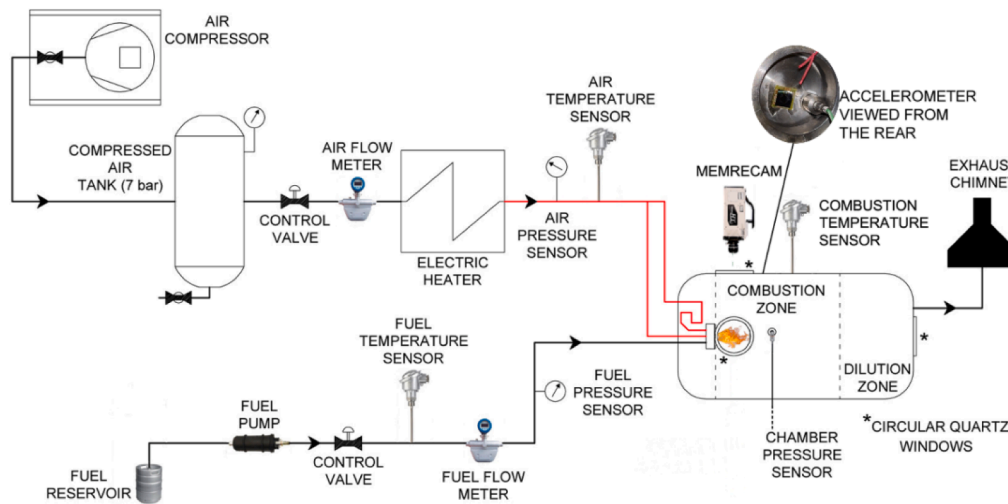 AIR
COMPRESSOR
COMPRESSED
AIR
TANK (7 bar)
CONTROL
VALVE
AIR FLOW
METER
ELECTRIC
HEATER
AIR
PRESSURE
SENSOR
AIR
TEMPERATURE
SENSOR
MEMRECAM
ACCELEROMETER
VIEWED FROM
THE REAR
COMBUSTION
TEMPERATURE
SENSOR
EXHAUS
CHIMNE
*
COMBUSTION
ZONE
*
*
DILUTION
ZONE
FUEL
TEMPERATURE
SENSOR
FUEL
PRESSURE
SENSOR
FUEL
PUMP
CONTROL
VALVE
FUEL FLOW
METER
FUEL
RESERVOIR
CHAMBER
PRESSURE
SENSOR
*CIRCULAR QUARTZ
WINDOWS